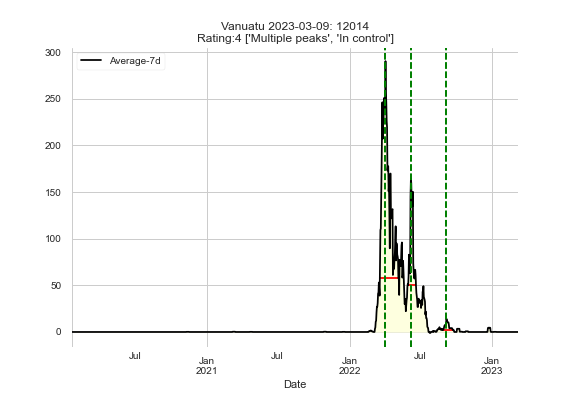 Vanuatu 2023-03-09: 12014
Rating:4 ['Multiple peaks', 'In control']
Average-7d
300
250
200
150
100
50
0
Jul
Jan
2021
Jul
Jan
2022
Jul
Jan
2023
Date